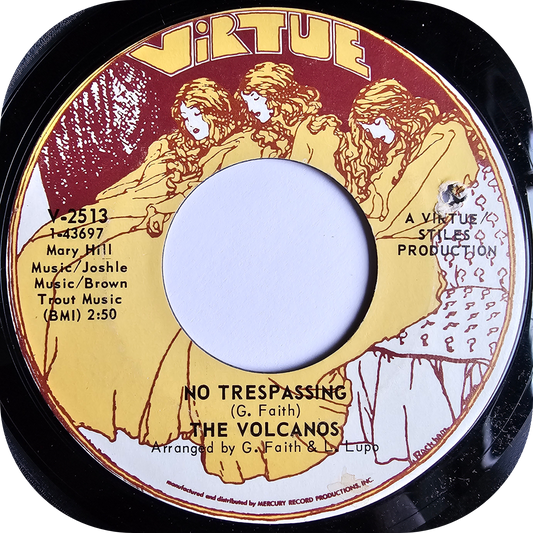 ViRTUE
V-2513
1-43697
Mary Hill
Music/Joshle
Music/Brown
Trout Music
(BMI) 2:50
A VIRTUE/
STILES
PRODUCTION
NO TRESPASSING
(G. Faith)
THE VOLCANOS
Arranged by G. Faith & L. Lupo
manufactured and distributed by MERCURY RECORD PRODUCTIONS, INC.